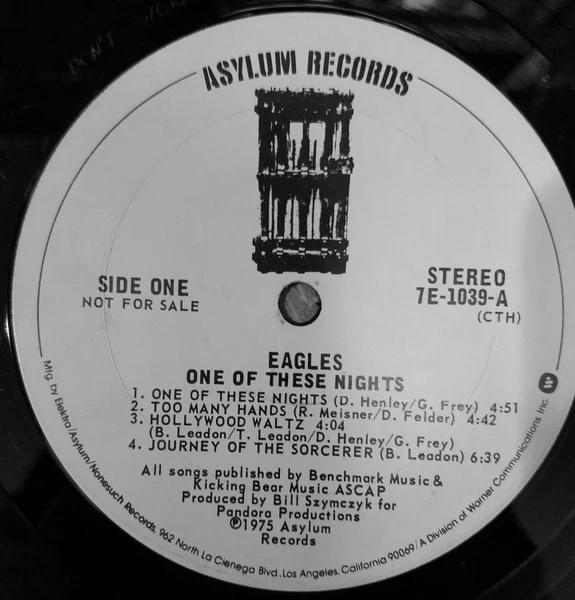 DON'T WOR
ASYLUM RECORDS
SIDE ONE
NOT FOR SALE
STEREO
7E-1039-A
(CTH)
EAGLES
ONE OF THESE NIGHTS
1. ONE OF THESE NIGHTS (D. Henley/G. Frey) 4:51
2. TOO MANY HANDS (R. Meisner/D. Felder) 4:42
3. HOLLYWOOD WALTZ 4:04
(B. Leadon/T. Leadon/D. Henley/G. Frey)
4. JOURNEY OF THE SORCERER (B. Leadon) 6:39
All songs published by Benchmark Music &
Kicking Bear Music ASCAP
Produced by Bill Szymczyk for
Pandora Productions
℗1975 Asylum
Records
Mfg. by Elektra/Asylum/Nonesuch Records, 962 North La Cienega Blvd., Los Angeles, California 90069/A Division of Warner Communications Inc.